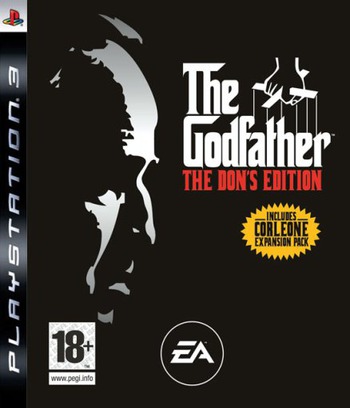 PLAYSTATION 3
The
Godfather
THE DON'S EDITION
INCLUDES
CORLEONE
EXPANSION PACK
18+
www.pegi.info
EA